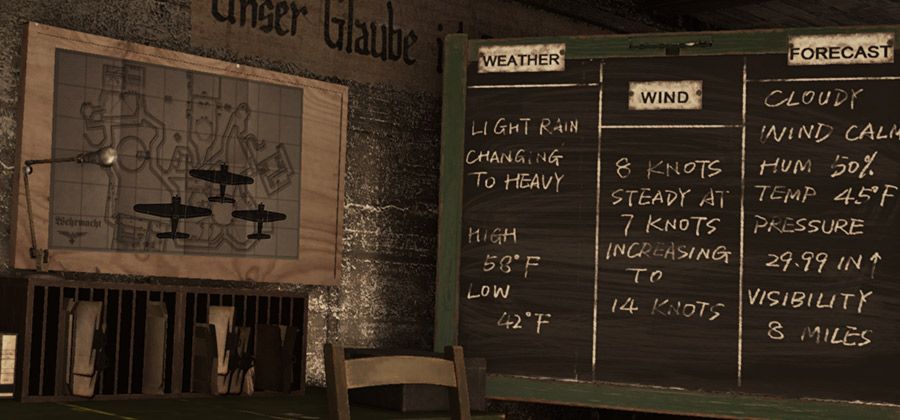 Unser Glaube
Wehrmacht
WEATHER
LIGHT RAIN
CHANGING
TO HEAVY
HIGH
58°F
LOW
42°F
WIND
8 KNOTS
STEADY AT
7 KNOTS
INCREASING
TO
14 KNOTS
FORECAST
CLOUDY
WIND CALM
HUM 50%
TEMP 45°F
PRESSURE
29.99 IN↑
VISIBILITY
8 MILES